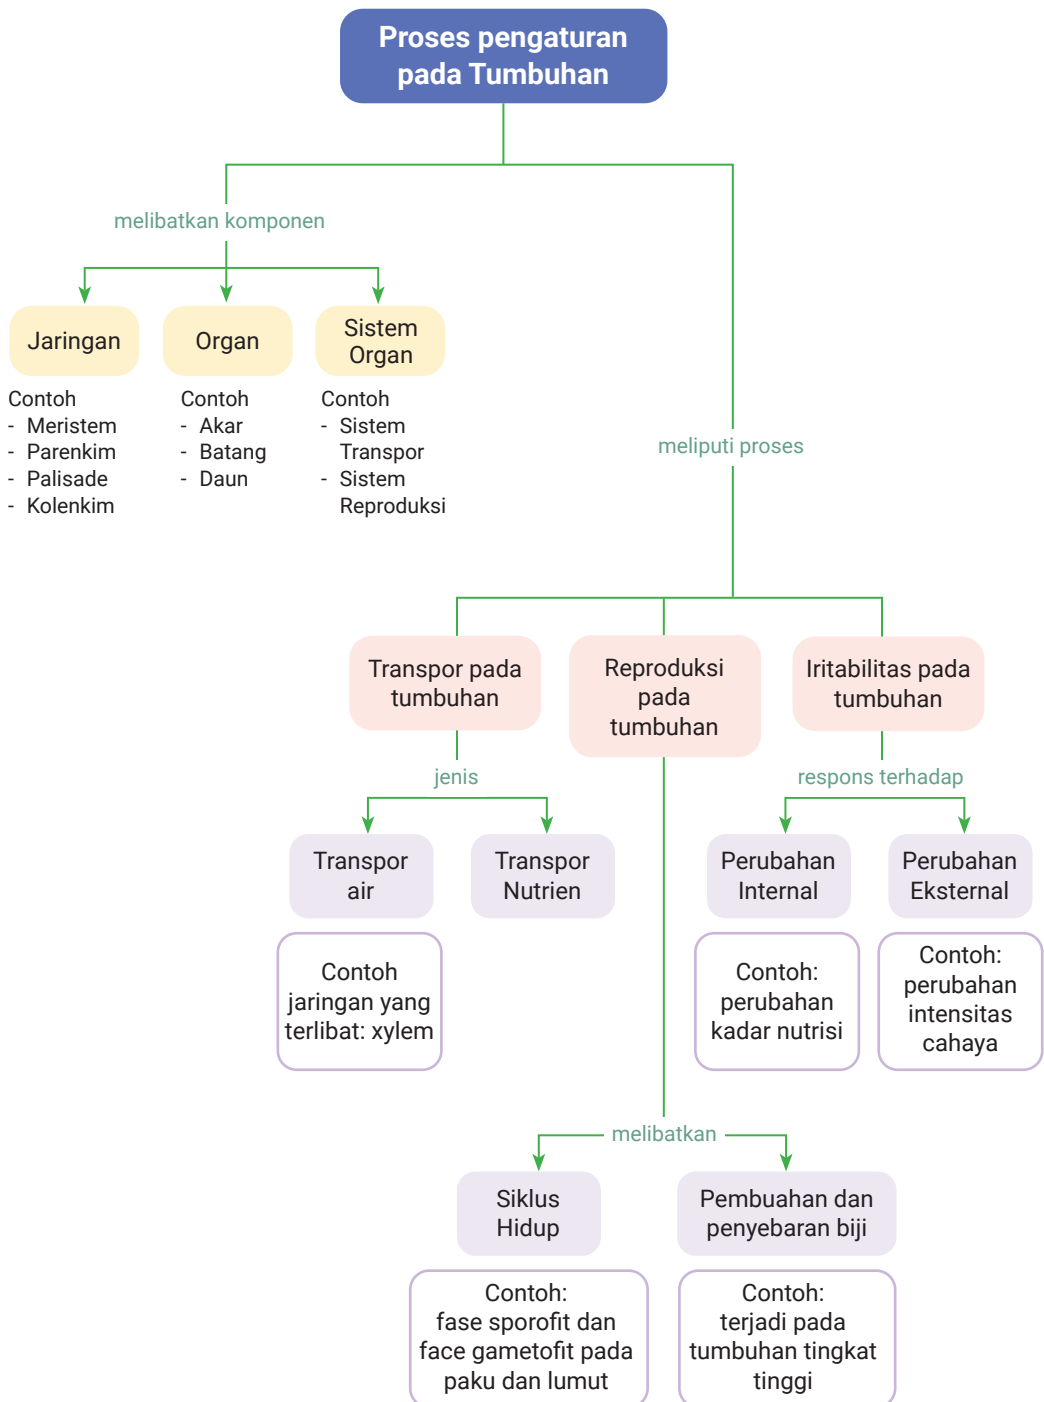 Proses pengaturan
pada Tumbuhan
melibatkan komponen
Jaringan
Contoh
- Meristem
- Parenkim
- Palisade
- Kolenkim
Organ
Contoh
- Akar
- Batang
- Daun
Sistem
Organ
Contoh
- Sistem
Transpor
- Sistem
Reproduksi
meliputi proses
Transpor pada
tumbuhan
jenis
Transpor
air
Contoh
jaringan yang
terlibat: xylem
Transpor
Nutrien
Reproduksi
pada
tumbuhan
melibatkan
Siklus
Hidup
Contoh:
fase sporofit dan
face gametofit pada
paku dan lumut
Pembuahan dan
penyebaran biji
Contoh:
terjadi pada
tumbuhan tingkat
tinggi
Iritabilitas pada
tumbuhan
respons terhadap
Perubahan
Internal
Contoh:
perubahan
kadar nutrisi
Perubahan
Eksternal
Contoh:
perubahan
intensitas
cahaya